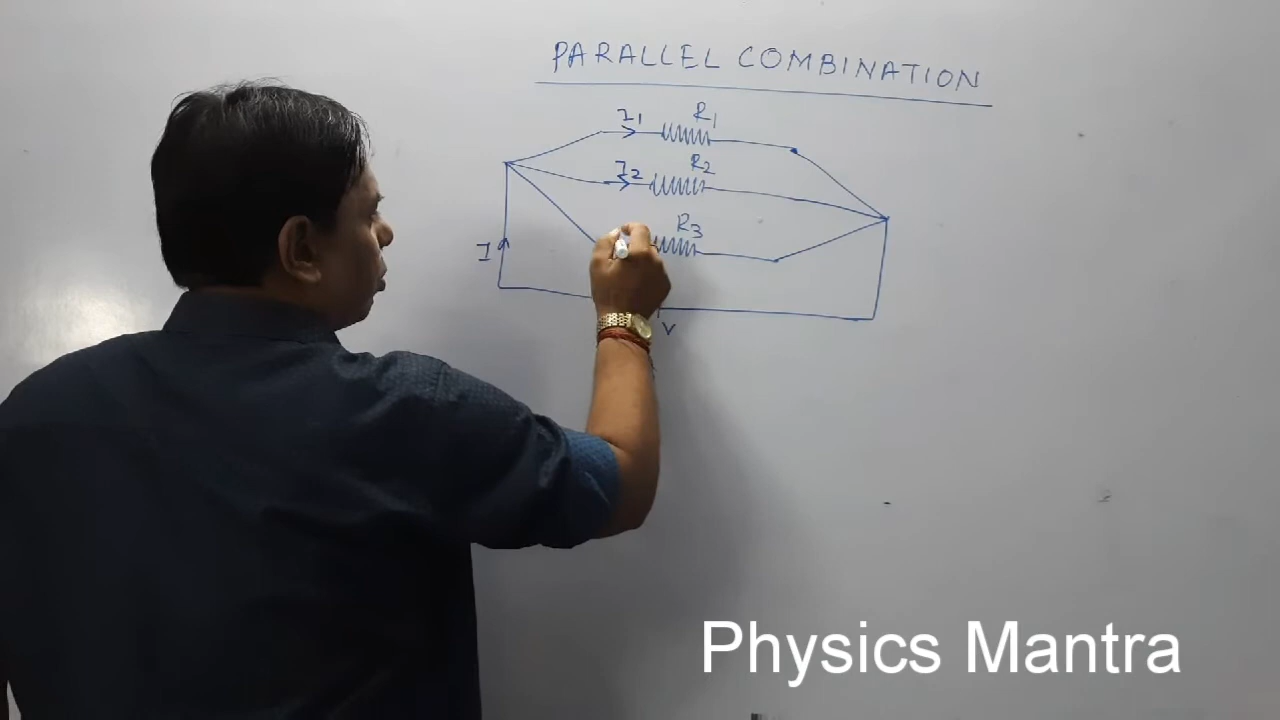 PARALLEL COMBINATION
I1 R1
I2 R2
R3
I
V
Physics Mantra